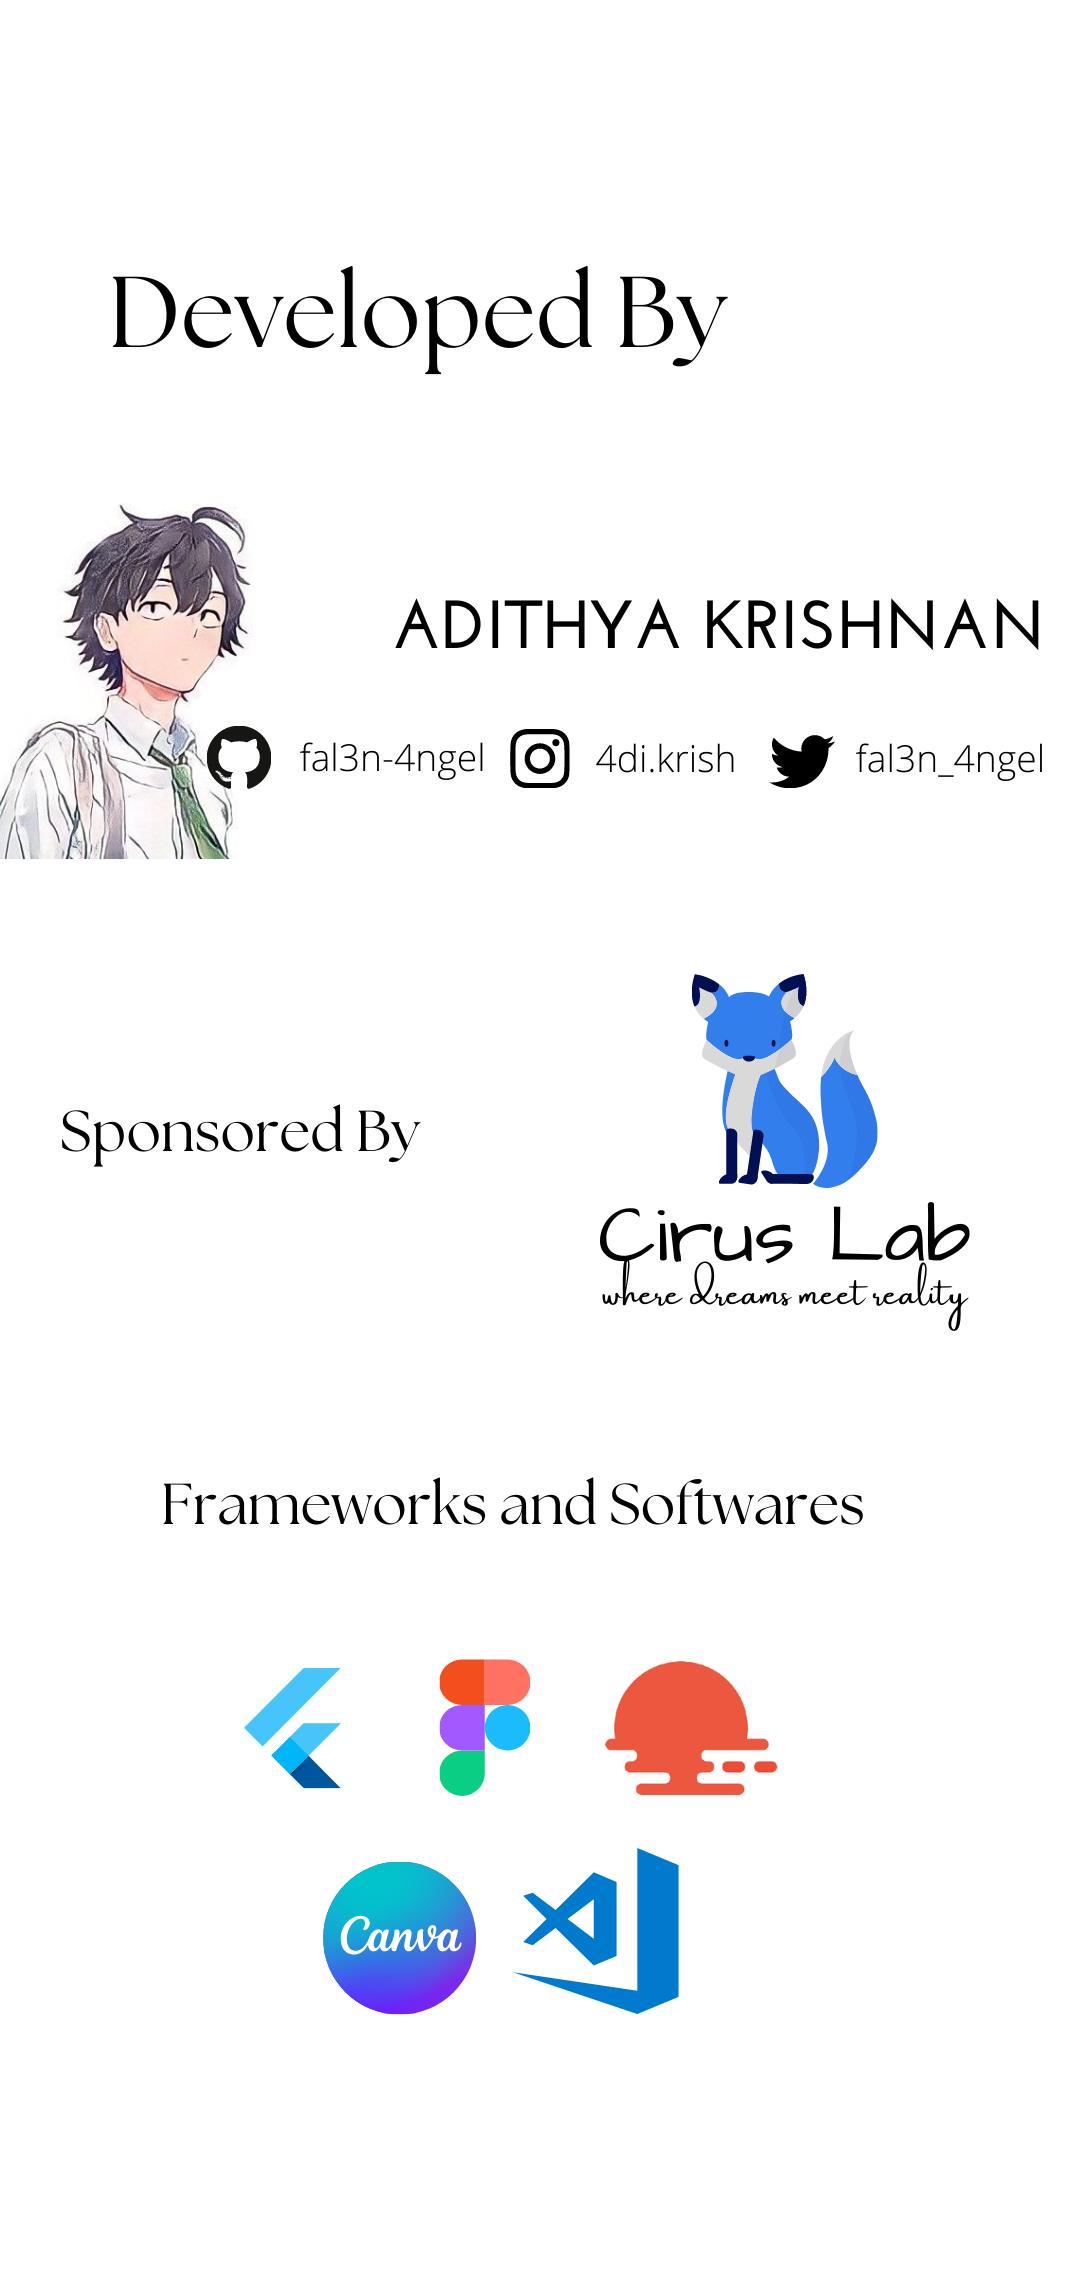 Developed By
ADITHYA KRISHNAN
fal3n-4ngel 4di.krish fal3n_4ngel
Sponsored By
Cirus Lab
where dreams meet reality
Frameworks and Softwares
Canva